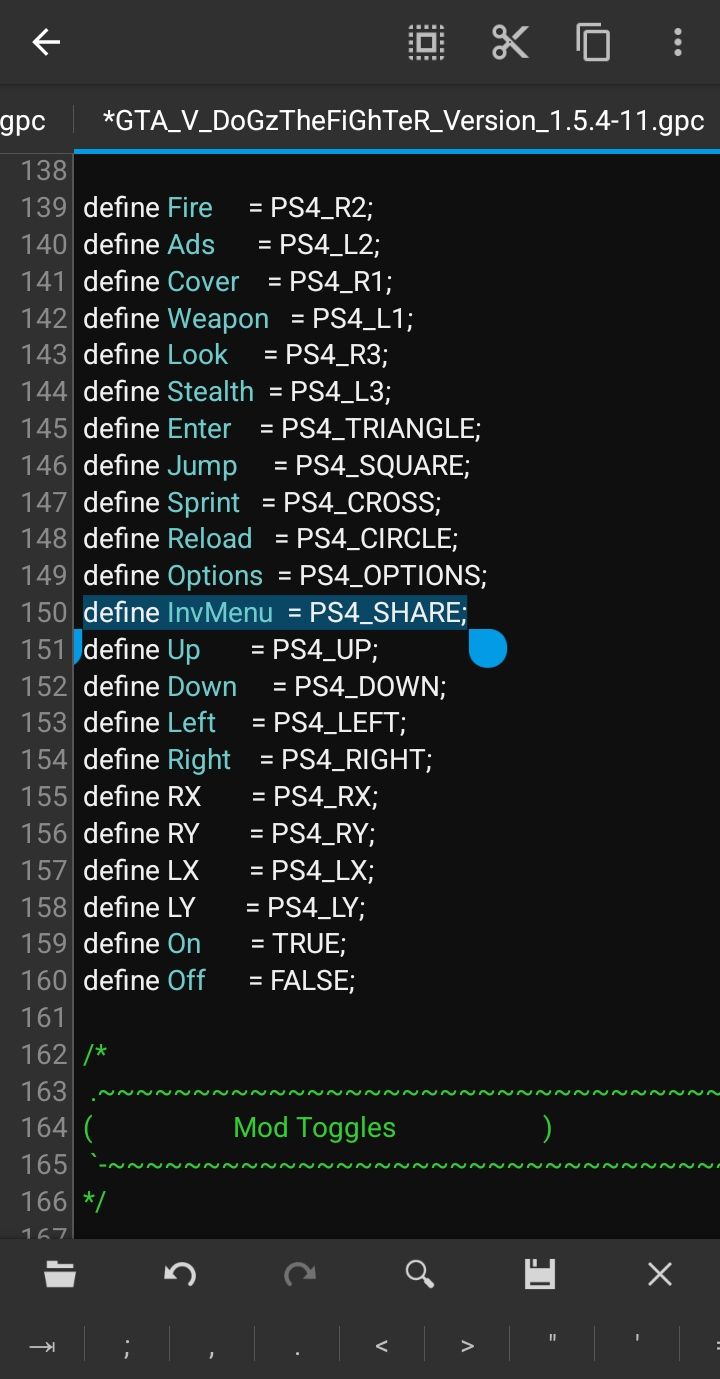 gpc
*GTA_V_DoGzTheFiGhTeR_Version_1.5.4-11.gpc
138
139 define Fire = PS4_R2;
140 define Ads = PS4_L2;
141 define Cover = PS4_R1;
142 define Weapon = PS4_L1;
143 define Look = PS4_R3;
144 define Stealth = PS4_L3;
145 define Enter = PS4_TRIANGLE;
146 define Jump = PS4_SQUARE;
147 define Sprint = PS4_CROSS;
148 define Reload = PS4_CIRCLE;
149 define Options = PS4_OPTIONS;
150 define InvMenu = PS4_SHARE;
151 define Up = PS4_UP;
152 define Down = PS4_DOWN;
153 define Left = PS4_LEFT;
154 define Right = PS4_RIGHT;
155 define RX = PS4_RX;
156 define RY = PS4_RY;
157 define LX = PS4_LX;
158 define LY = PS4_LY;
159 define On = TRUE;
160 define Off = FALSE;
161
162 /*
163 .~~~~~~~~~~~~~~~~~~~~~~~~~~~~~~~~~
164 ( Mod Toggles )
165 `-~~~~~~~~~~~~~~~~~~~~~~~~~~~~~~~~
166 */
167
; , . < > " '